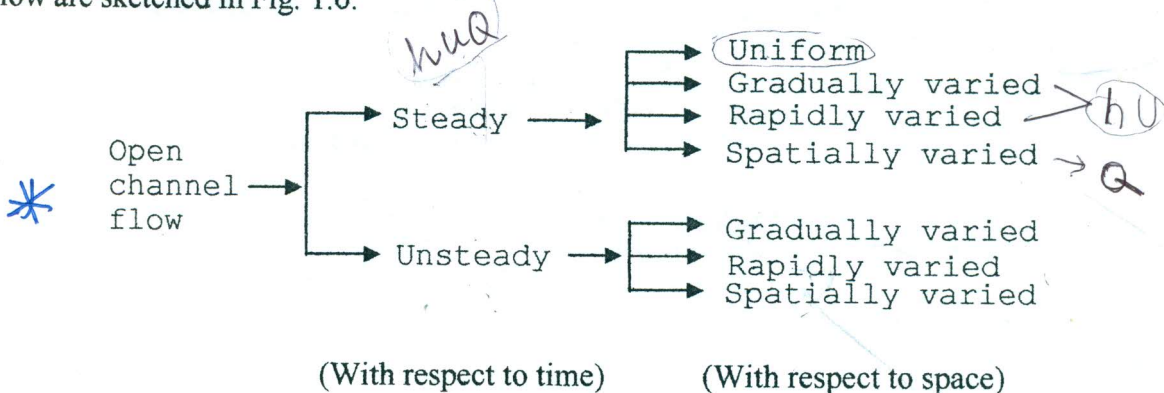 low are sketched in Fig. 1.6.
huQ
Uniform
Gradually varied
Steady
Rapidly varied
hU
Spatially varied
Q
Open
channel
flow
Unsteady
Gradually varied
Rapidly varied
Spatially varied
(With respect to time)
(With respect to space)